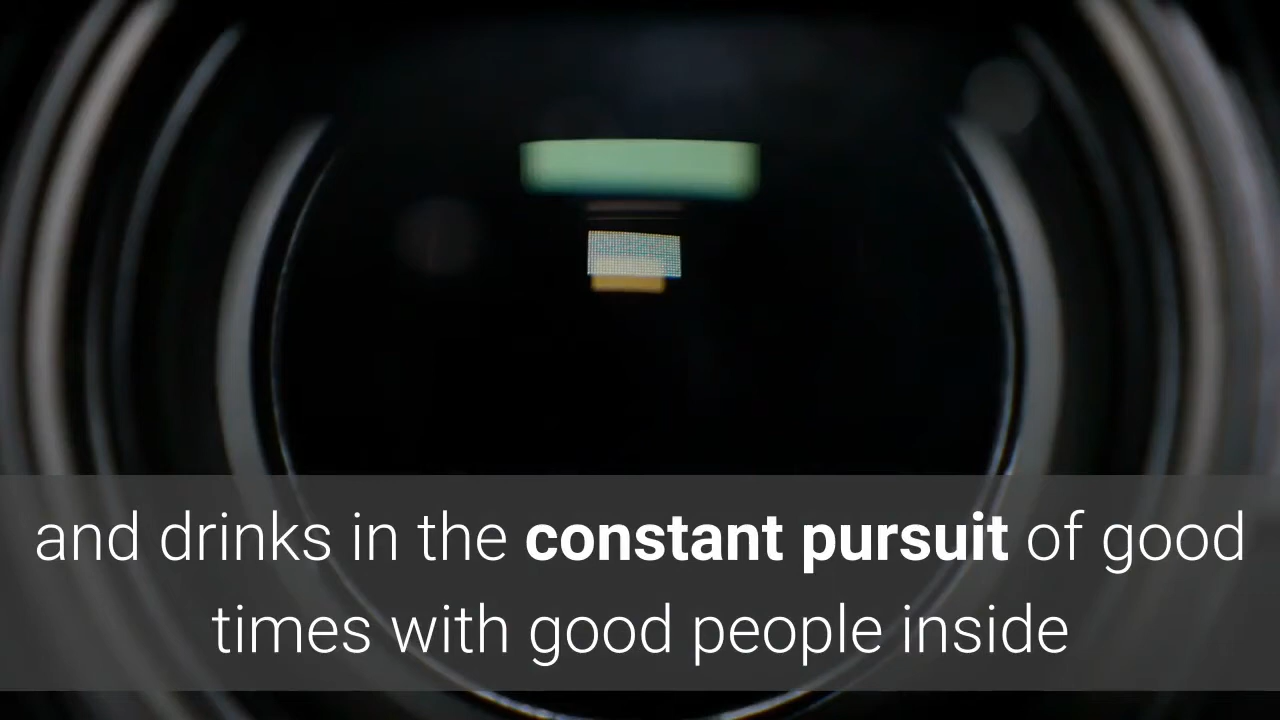 and drinks in the constant pursuit of good
times with good people inside